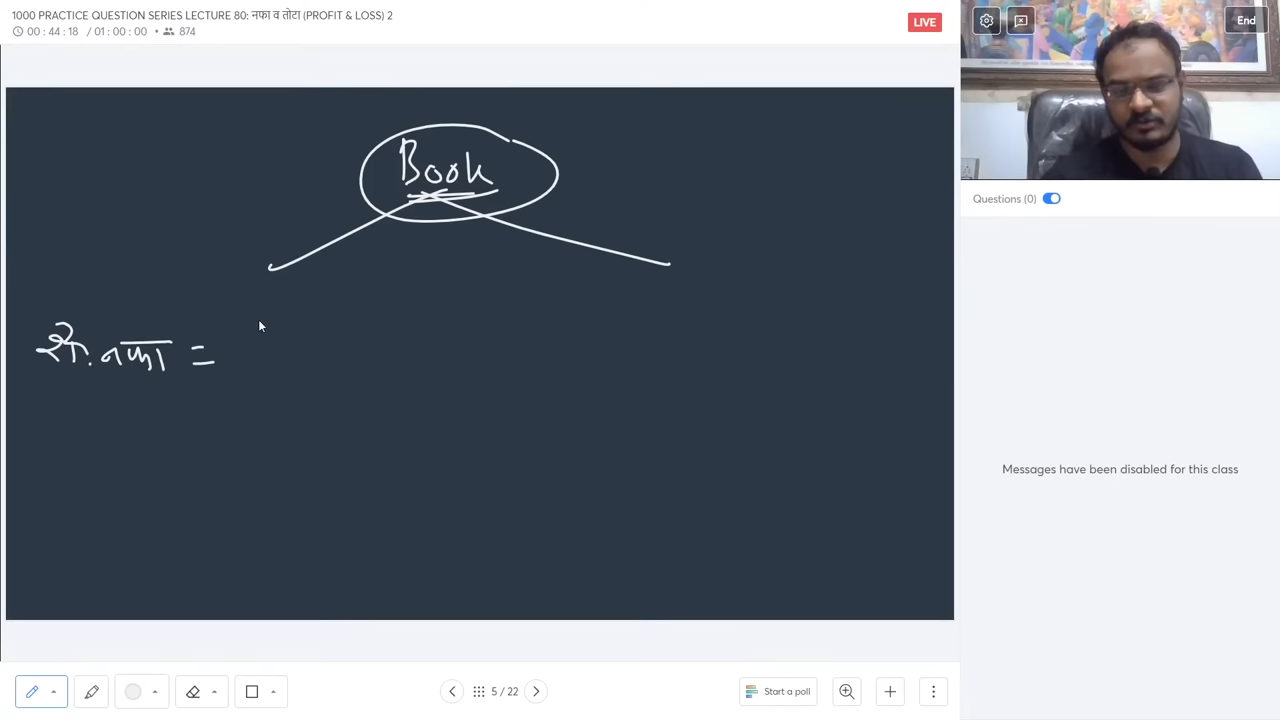 1000 PRACTICE QUESTION SERIES LECTURE 80: नफा व तोटा (PROFIT & LOSS) 2
00 : 44 : 18 / 01 : 00 : 00 • 874
LIVE
End
Book
शे. नफा =
Questions (0)
Messages have been disabled for this class
5 / 22
Start a poll